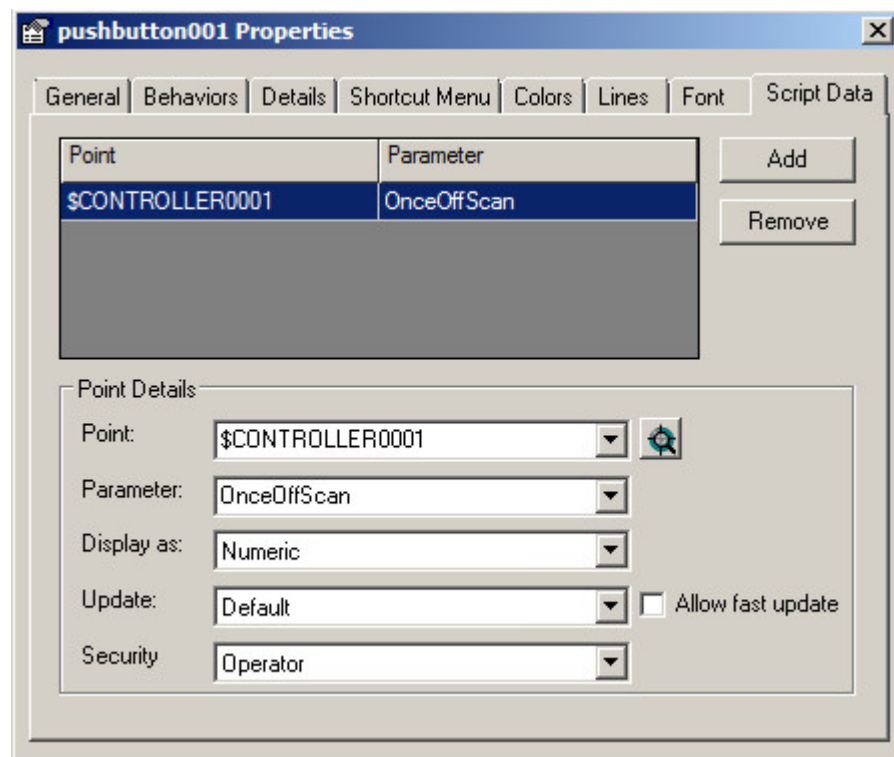 pushbutton001 Properties
General Behaviors Details Shortcut Menu Colors Lines Font Script Data
Point Parameter
$CONTROLLER0001 OnceOffScan
Add
Remove
Point Details
Point: $CONTROLLER0001
Parameter: OnceOffScan
Display as: Numeric
Update: Default Allow fast update
Security Operator